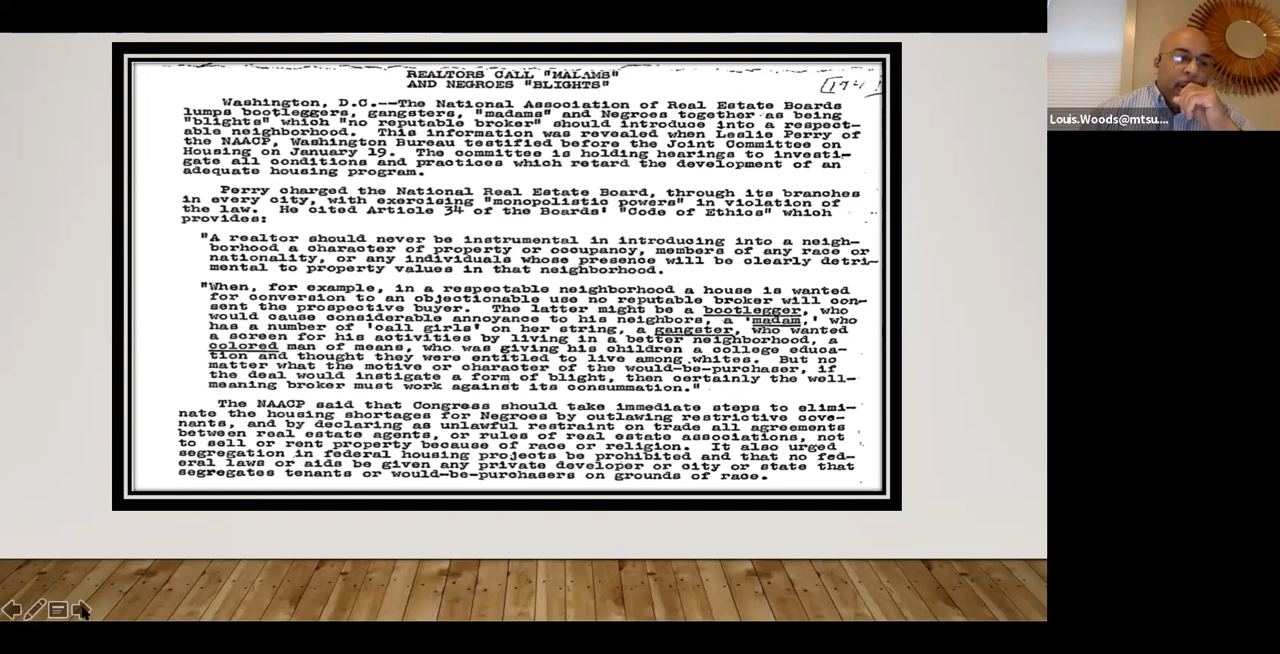 REALTORS CALL "MALAMS"
AND NEGROES "BLIGHTS"
Washington, D.C.--The National Association of Real Estate Boards
lumps bootleggers, gangsters, "madams" and Negroes together as being
"blights" which "no reputable broker" should introduce into a respect-
able neighborhood. This information was revealed when Leslie Perry of
the NAACP, Washington Bureau testified before the Joint Committee on
Housing on January 19. The committee is holding hearings to investi-
gate all conditions and practices which retard the development of an
adequate housing program.
Perry charged the National Real Estate Board, through its branches
in every city, with exercising "monopolistic powers" in violation of
the law. He cited Article 34 of the Boards' "Code of Ethics" which
provides:
"A realtor should never be instrumental in introducing into a neigh-
borhood a character of property or occupancy, members of any race or
nationality, or any individuals whose presence will be clearly detri-
mental to property values in that neighborhood.
"When, for example, in a respectable neighborhood a house is wanted
for conversion to an objectionable use no reputable broker will con-
sent the prospective buyer. The latter might be a bootlegger, who
would cause considerable annoyance to his neighbors, a 'madam,' who
has a number of 'call girls' on her string, a gangster, who wanted
a screen for his activities by living in a better neighborhood, a
colored man of means, who was giving his children a college educa-
tion and thought they were entitled to live among whites. But no
matter what the motive or character of the would-be-purchaser, if
the deal would instigate a form of blight, then certainly the well-
meaning broker must work against its consummation."
The NAACP said that Congress should take immediate steps to elimi-
nate the housing shortages for Negroes by outlawing restrictive cove-
nants, and by declaring as unlawful restraint on trade all agreements
between real estate agents, or rules of real estate associations, not
to sell or rent property because of race or religion. It also urged
segregation in federal housing projects be prohibited and that no fed-
eral laws or aids be given any private developer or city or state that
segregates tenants or would-be-purchasers on grounds of race.
Louis.Woods@mtsu....